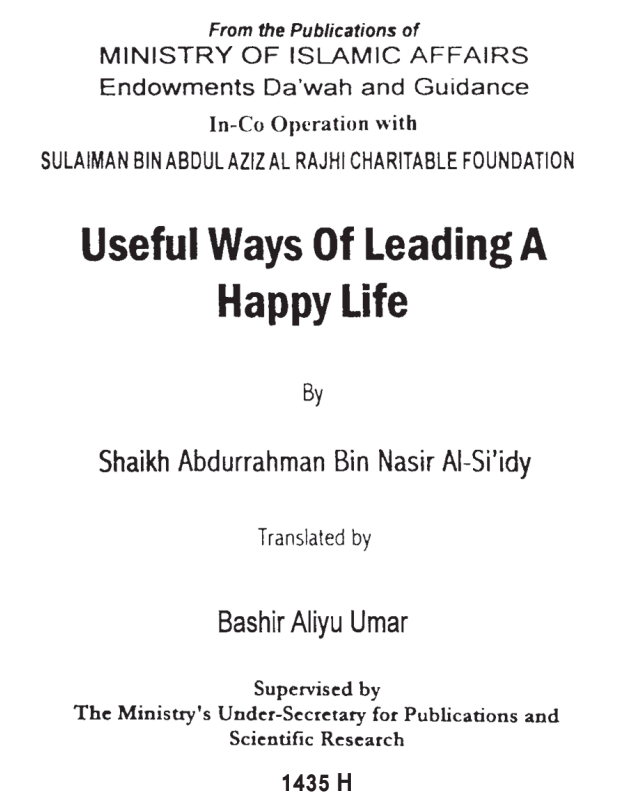 From the Publications of
MINISTRY OF ISLAMIC AFFAIRS
Endowments Da'wah and Guidance
In-Co Operation with
SULAIMAN BIN ABDUL AZIZ AL RAJHI CHARITABLE FOUNDATION
Useful Ways Of Leading A
Happy Life
By
Shaikh Abdurrahman Bin Nasir Al-Si'idy
Translated by
Bashir Aliyu Umar
Supervised by
The Ministry's Under-Secretary for Publications and
Scientific Research
1435 H